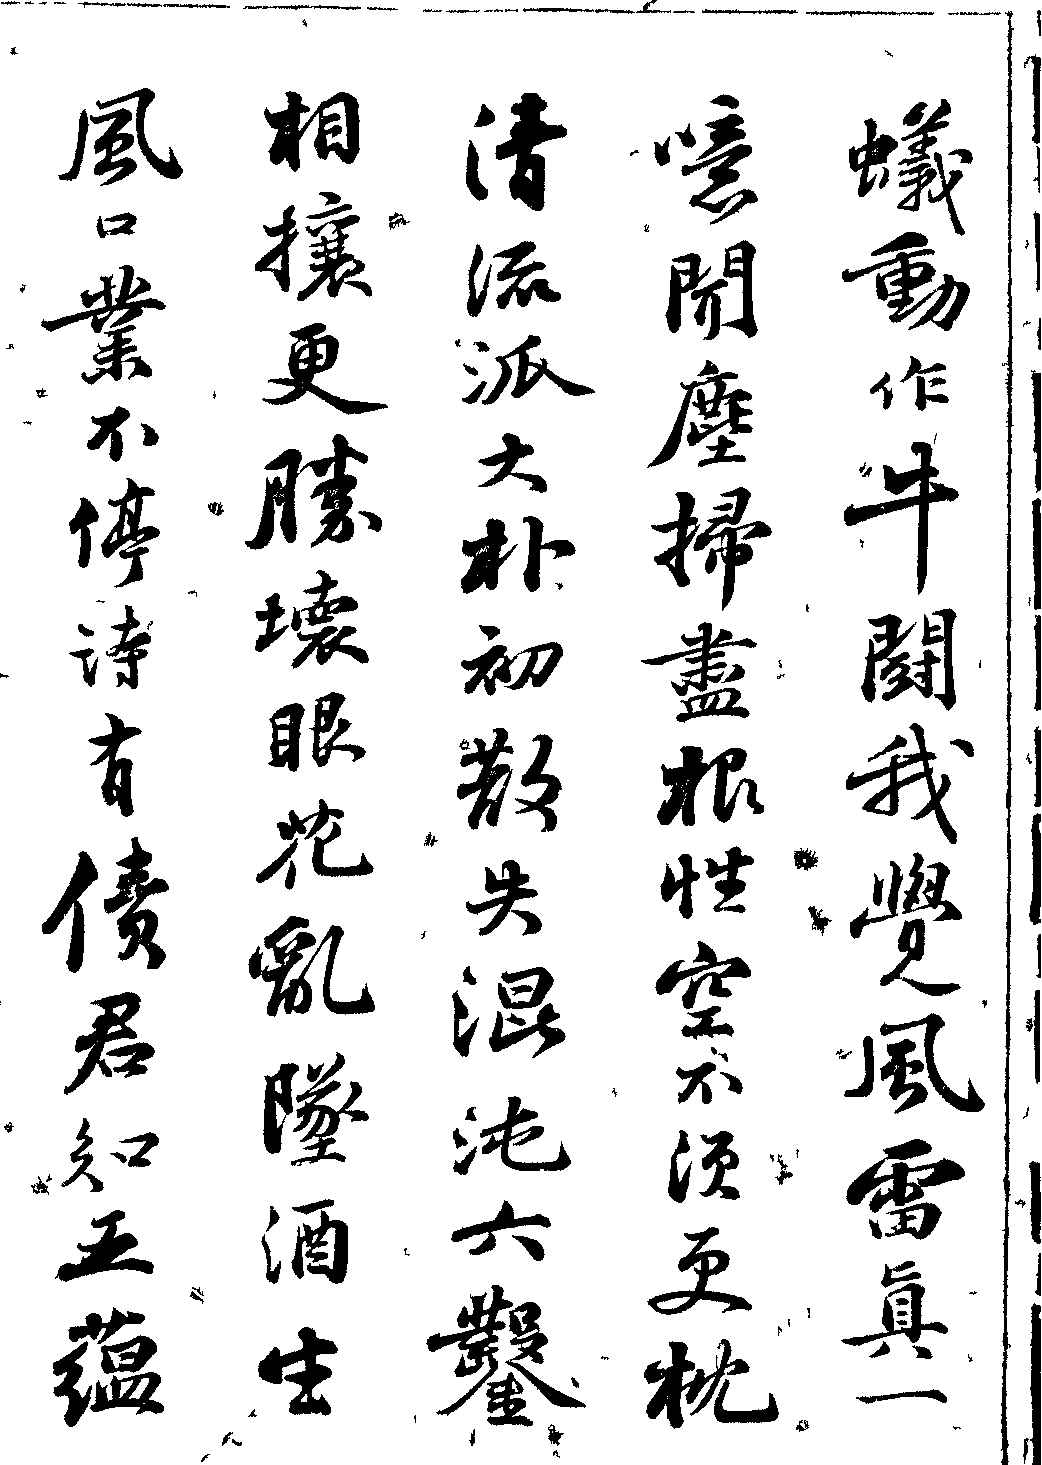 蟻動作牛鬪我覺風雷眞一
噫聞塵掃盡根性空不須更枕
清流派大朴初散失混沌六鑿
相攘更勝壞眼花亂墜酒生
風口業不停詩有債君知五蘊